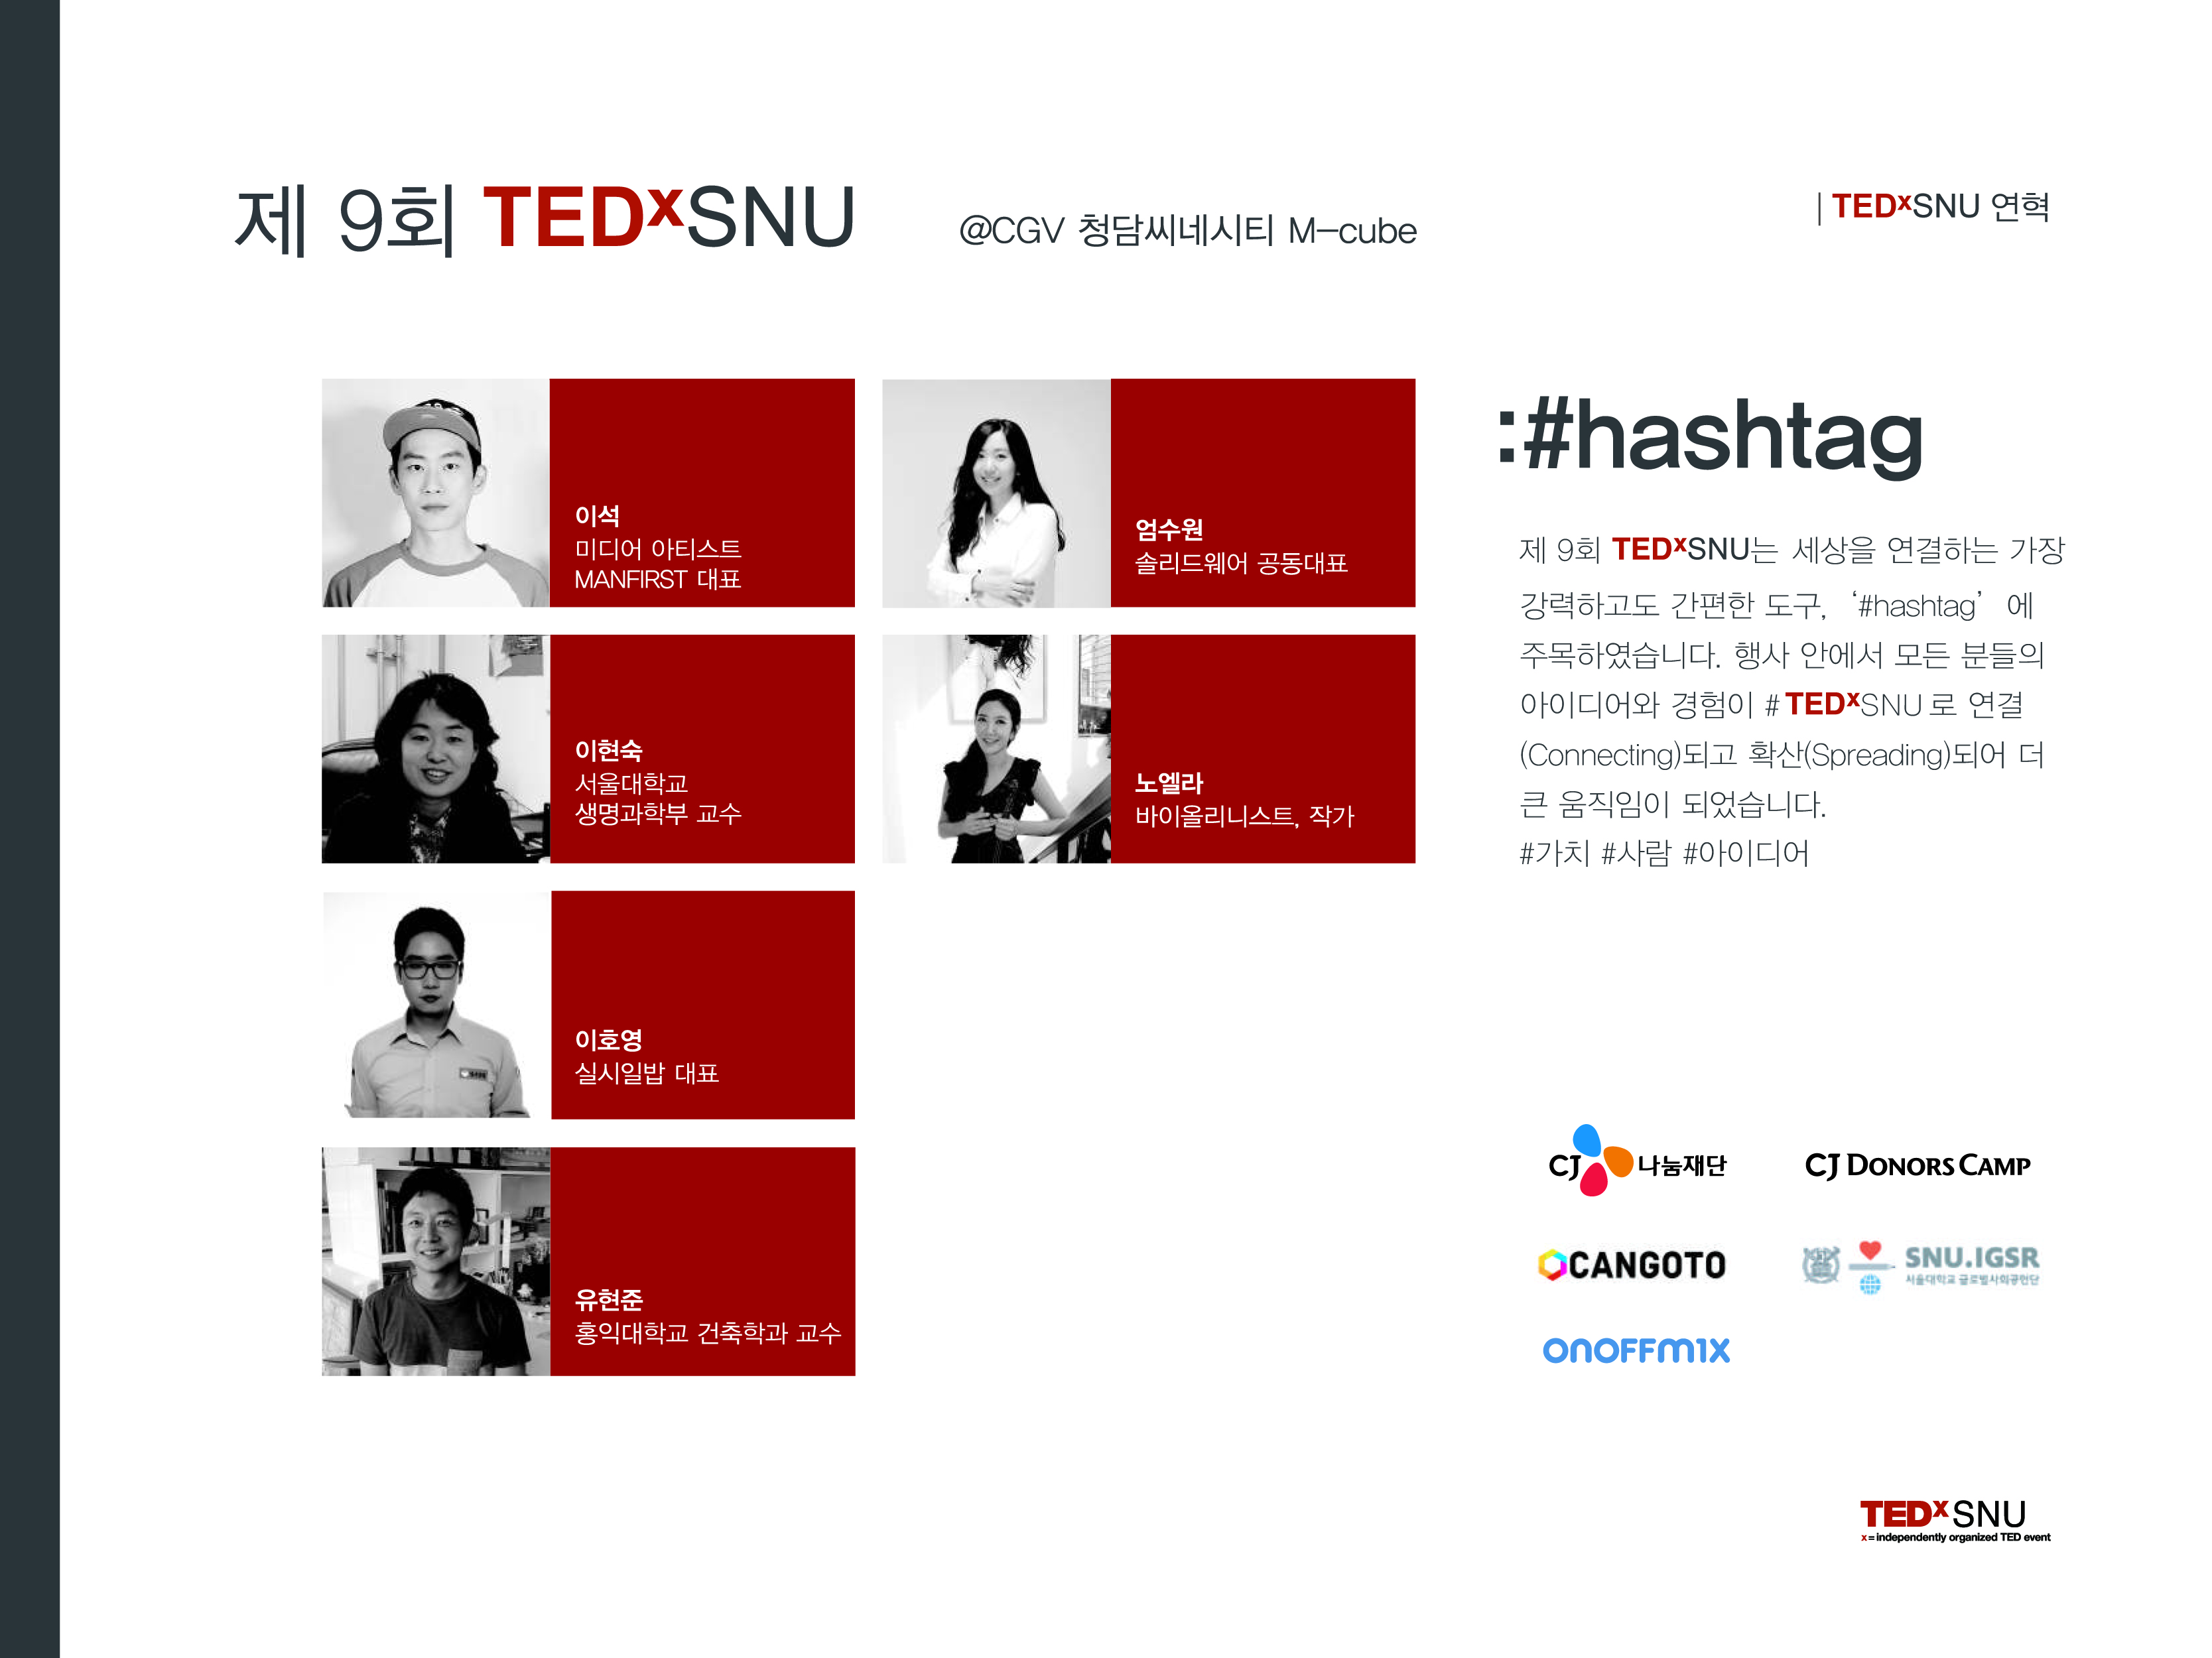 제 9회 TEDxSNU
@CGV 청담씨네시티 M-cube
| TEDxSNU 연혁
이석
미디어 아티스트
MANFIRST 대표
엄수원
솔리드웨어 공동대표
이현숙
서울대학교
생명과학부 교수
노엘라
바이올리니스트, 작가
이호영
실시일밥 대표
유현준
홍익대학교 건축학과 교수
:#hashtag
제 9회 TEDxSNU는 세상을 연결하는 가장
강력하고도 간편한 도구, ‘#hashtag’ 에
주목하였습니다. 행사 안에서 모든 분들의
아이디어와 경험이 #TEDxSNU로 연결
(Connecting)되고 확산(Spreading)되어 더
큰 움직임이 되었습니다.
#가치 #사람 #아이디어
CJ 나눔재단
CJ DONORS CAMP
CANGOTO
SNU.IGSR
서울대학교 글로벌사회공헌단
ONOFFMIX
TEDxSNU
x = independently organized TED event